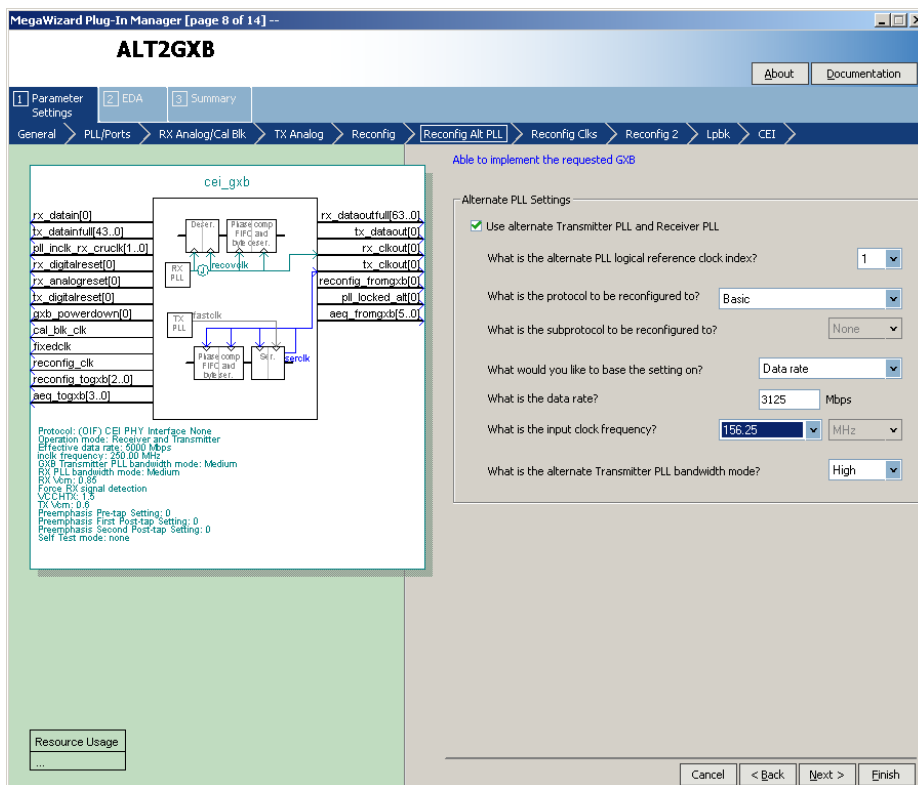 MegaWizard Plug-In Manager [page 8 of 14] --
ALT2GXB
About
Documentation
1 Parameter Settings
2 EDA
3 Summary
General
PLL/Ports
RX Analog/Cal Blk
TX Analog
Reconfig
Reconfig Alt PLL
Reconfig Clks
Reconfig 2
Lpbk
CEI
Able to implement the requested GXB
cei_gxb
rx_datain[0]
tx_datainfull[43..0]
pll_inclk_rx_cruclk[1..0]
rx_digitalreset[0]
rx_analogreset[0]
tx_digitalreset[0]
gxb_powerdown[0]
cal_blk_clk
fixedclk
reconfig_clk
reconfig_togxb[2..0]
aeq_togxb[3..0]
Deser.
Phase comp
FIFO and
byte deser.
RX
PLL
recovclk
TX
PLL
fastclk
Phase comp
FIFO and
byte ser.
Ser.
serclk
rx_dataoutfull[63..0]
tx_dataout[0]
rx_clkout[0]
tx_clkout[0]
reconfig_fromgxb[0]
pll_locked_alt[0]
aeq_fromgxb[5..0]
Protocol: (OIF) CEI PHY Interface None
Operation mode: Receiver and Transmitter
Effective data rate: 5000 Mbps
inclk frequency: 250.00 MHz
GXB Transmitter PLL bandwidth mode: Medium
RX PLL bandwidth mode: Medium
RX Vcm: 0.85
Force RX signal detection
VCCHTX: 1.5
TX Vcm: 0.6
Preemphasis Pre-tap Setting: 0
Preemphasis First Post-tap Setting: 0
Preemphasis Second Post-tap Setting: 0
Self Test mode: none
Alternate PLL Settings
Use alternate Transmitter PLL and Receiver PLL
What is the alternate PLL logical reference clock index? 1
What is the protocol to be reconfigured to? Basic
What is the subprotocol to be reconfigured to? None
What would you like to base the setting on? Data rate
What is the data rate? 3125 Mbps
What is the input clock frequency? 156.25 MHz
What is the alternate Transmitter PLL bandwidth mode? High
Resource Usage
...
Cancel
< Back
Next >
Finish